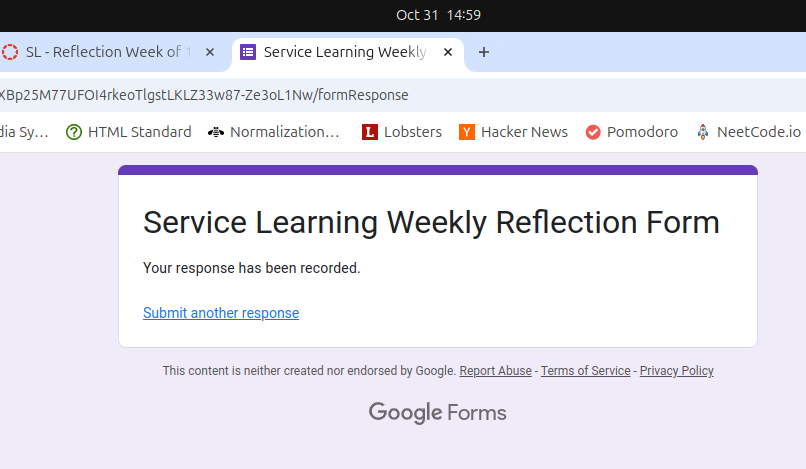 Oct 31 14:59
SL - Reflection Week of 1
Service Learning Weekly
XBp25M77UFOI4rkeoTlgstLKLZ33w87-Ze3oL1Nw/formResponse
dia Sy… HTML Standard Normalization… Lobsters Hacker News Pomodoro NeetCode.io
Service Learning Weekly Reflection Form
Your response has been recorded.
Submit another response
This content is neither created nor endorsed by Google. Report Abuse - Terms of Service - Privacy Policy
Google Forms